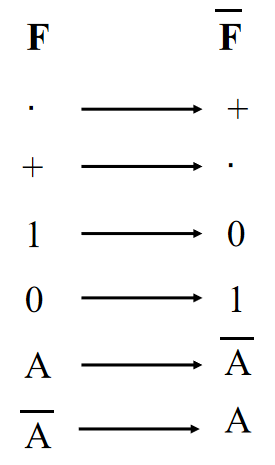 F → F̅
· → +
+ → ·
1 → 0
0 → 1
A → A̅
A̅ → A